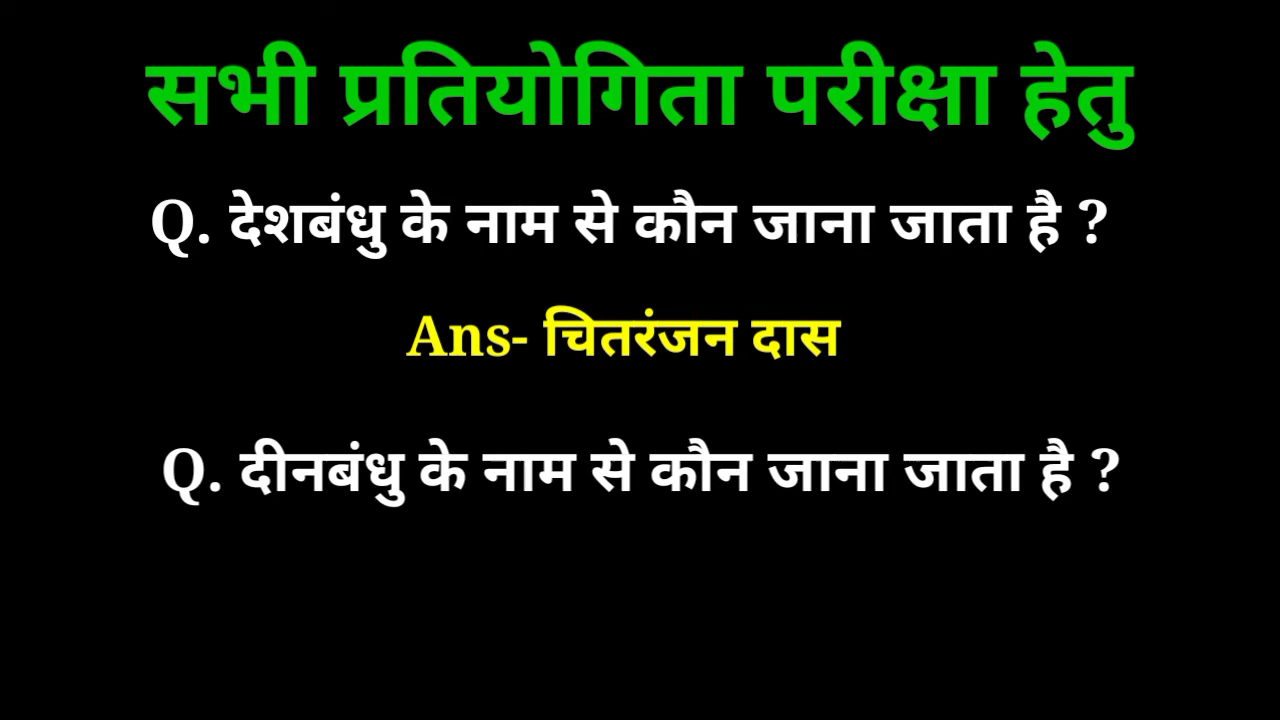 सभी प्रतियोगिता परीक्षा हेतु
Q. देशबंधु के नाम से कौन जाना जाता है ?
Ans- चितरंजन दास
Q. दीनबंधु के नाम से कौन जाना जाता है ?